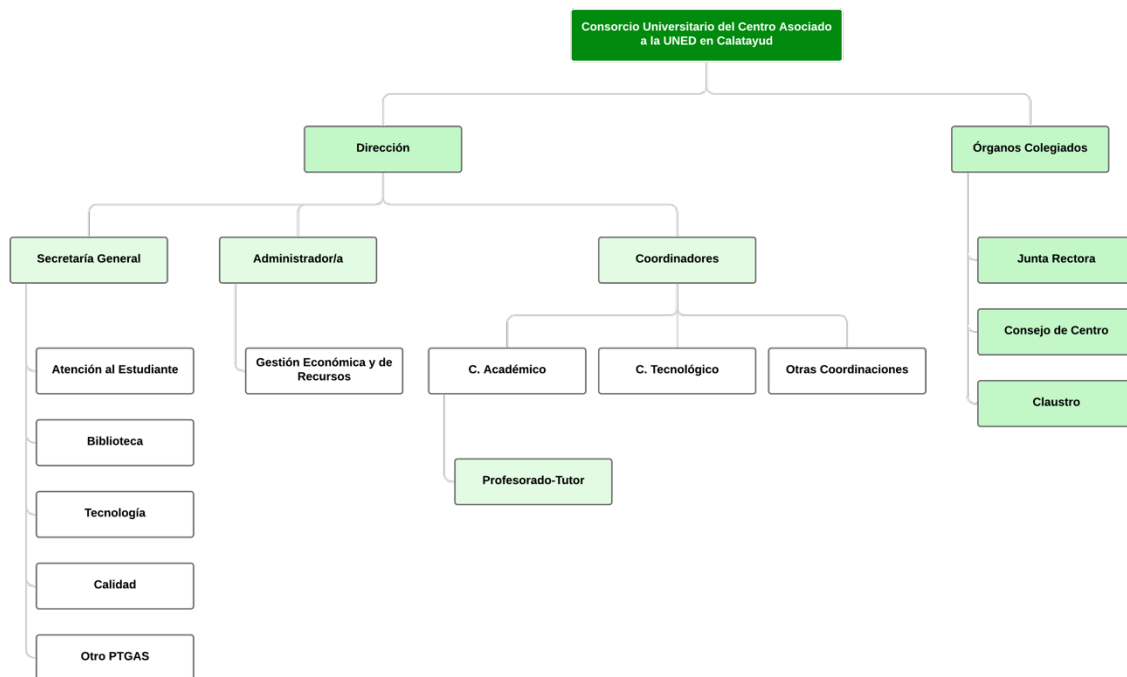 Consorcio Universitario del Centro Asociado
a la UNED en Calatayud
Dirección
Órganos Colegiados
Secretaría General
Administrador/a
Coordinadores
Junta Rectora
Consejo de Centro
Claustro
Atención al Estudiante
Gestión Económica y de
Recursos
C. Académico
C. Tecnológico
Otras Coordinaciones
Biblioteca
Profesorado-Tutor
Tecnología
Calidad
Otro PTGAS